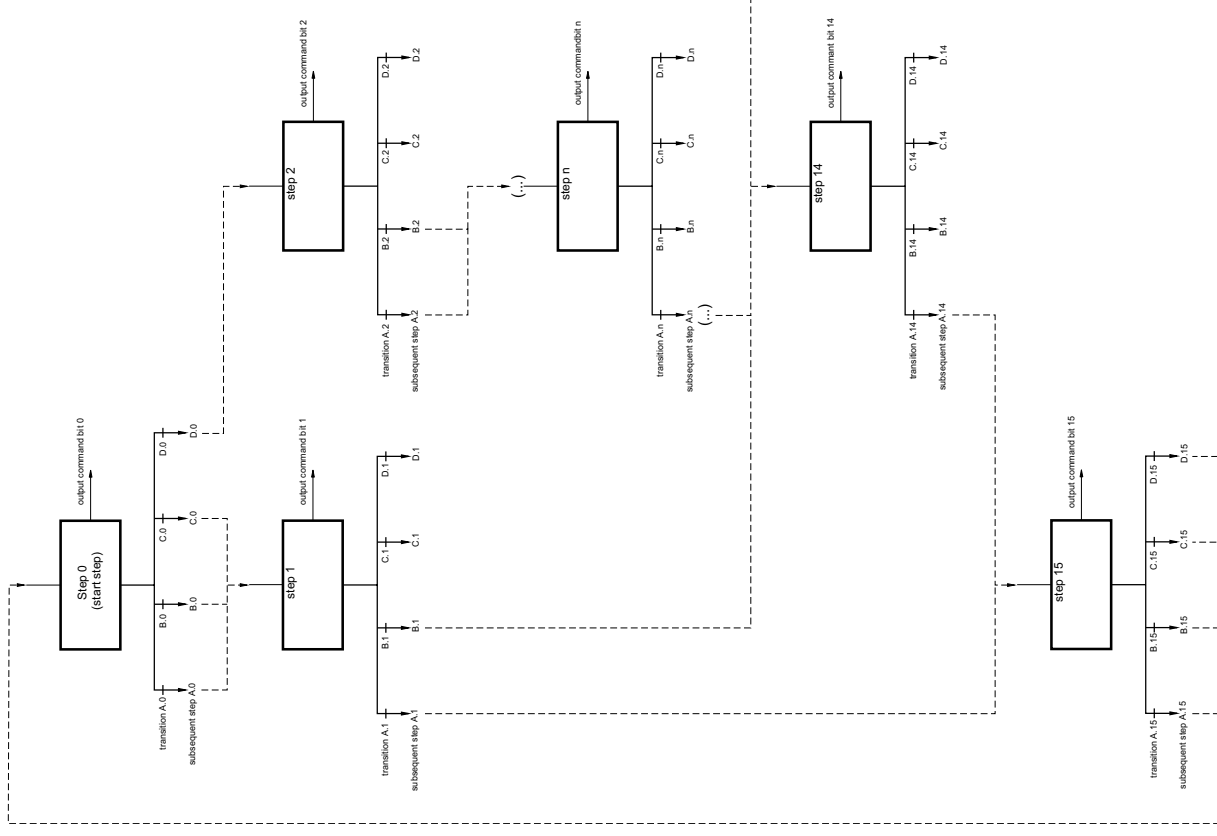 Step 0
(start step)
output command bit 0
transition A.0
B.0
C.0
D.0
subsequent step A.0
B.0
C.0
D.0
step 1
output command bit 1
transition A.1
B.1
C.1
D.1
subsequent step A.1
B.1
C.1
D.1
step 2
output command bit 2
transition A.2
B.2
C.2
D.2
subsequent step A.2
B.2
C.2
D.2
(...)
step n
output commandbit n
transition A.n
B.n
C.n
D.n
subsequent step A.n
B.n
C.n
D.n
(...)
step 14
output commant bit 14
transition A.14
B.14
C.14
D.14
subsequent step A.14
B.14
C.14
D.14
step 15
output command bit 15
transition A.15
B.15
C.15
D.15
subsequent step A.15
B.15
C.15
D.15